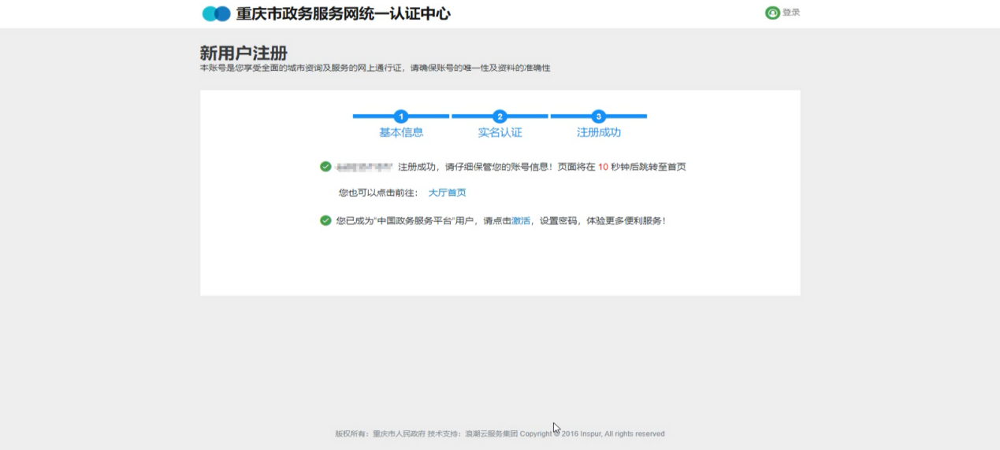 重庆市政务服务网统一认证中心
登录
新用户注册
本账号是您享受全面的城市资询及服务的网上通行证，请确保账号的唯一性及资料的准确性
1
2
3
基本信息
实名认证
注册成功
注册成功，请仔细保管您的账号信息！页面将在 10 秒钟后跳转至首页
您也可以点击前往： 大厅首页
您已成为"中国政务服务平台"用户，请点击激活，设置密码，体验更多便利服务！
版权所有：重庆市人民政府 技术支持：浪潮云服务集团 Copyright © 2016 Inspur, All rights reserved